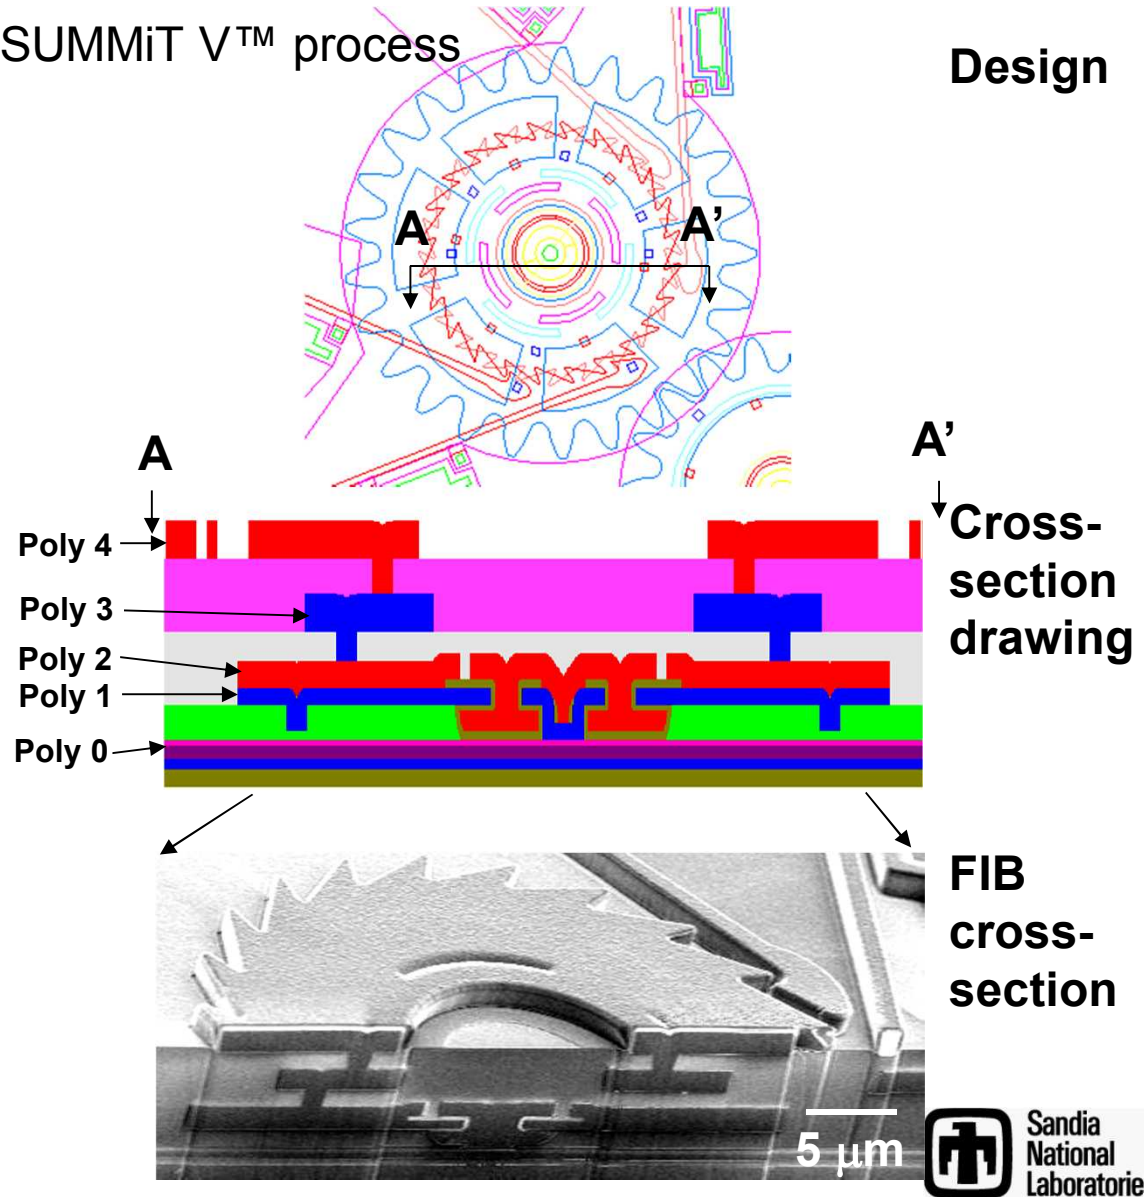 SUMMiT V™ process
Design
A
A’
A
A’
Cross-
section
drawing
Poly 4
Poly 3
Poly 2
Poly 1
Poly 0
FIB
cross-
section
5 μm
Sandia
National
Laboratorie